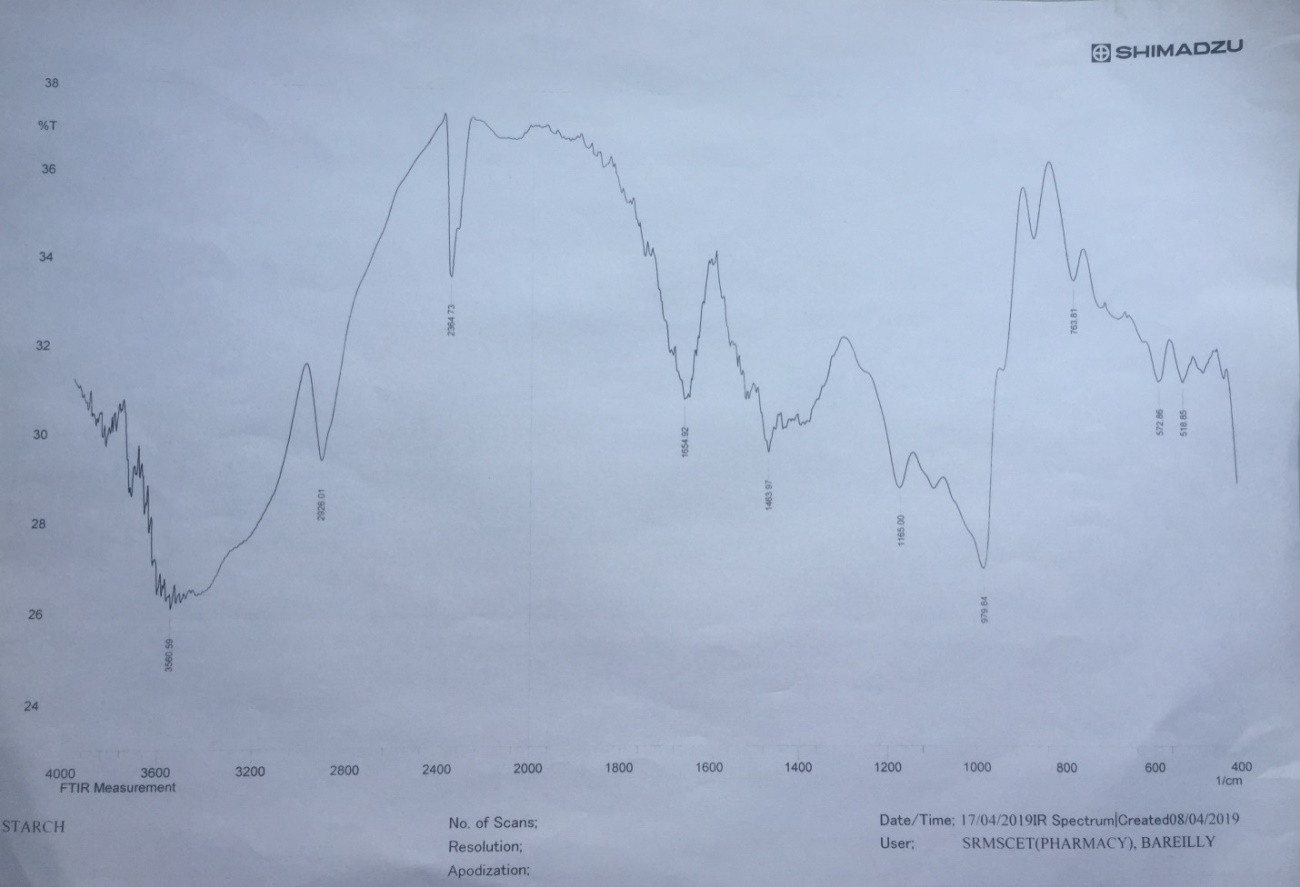 SHIMADZU
38
%T
36
34
32
30
28
26
24
2364.73
2926.01
3560.59
1654.92
1463.97
1165.00
979.84
763.81
572.86
518.85
4000 3600 3200 2800 2400 2000 1800 1600 1400 1200 1000 800 600 400
FTIR Measurement 1/cm
STARCH
No. of Scans;
Resolution;
Apodization;
Date/Time; 17/04/2019IR Spectrum|Created08/04/2019
User; SRMSCET(PHARMACY), BAREILLY